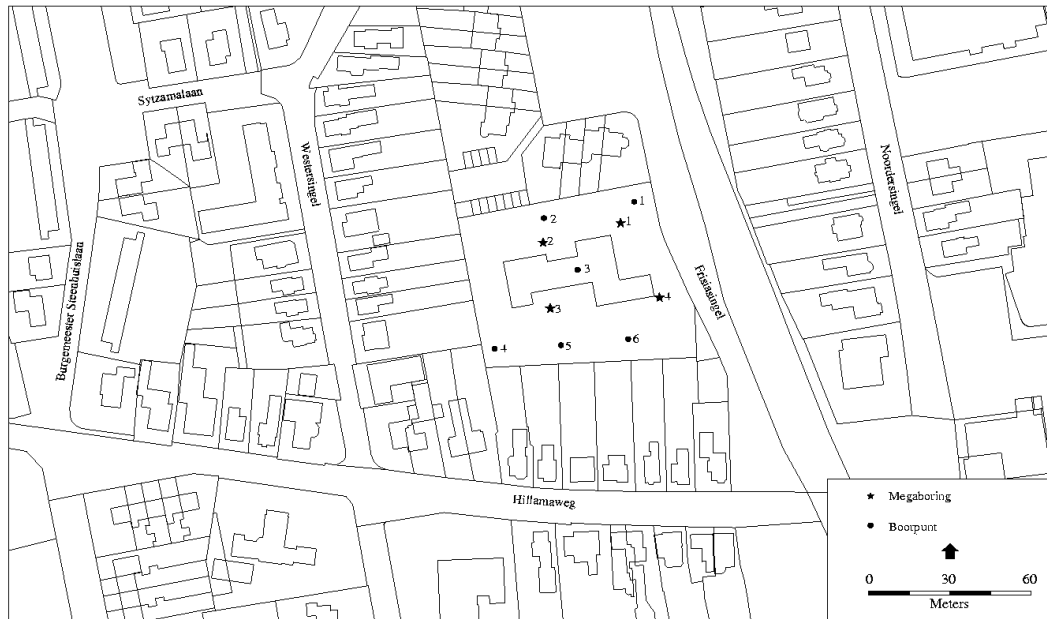 Sytzamalaan
Westersingel
Noordersingel
Burgemeester Steenhuislaan
Frisiasingel
1
2
1
2
3
4
3
4
5
6
Hillamaweg
Megaboring
Boorpunt
0 30 60
Meters